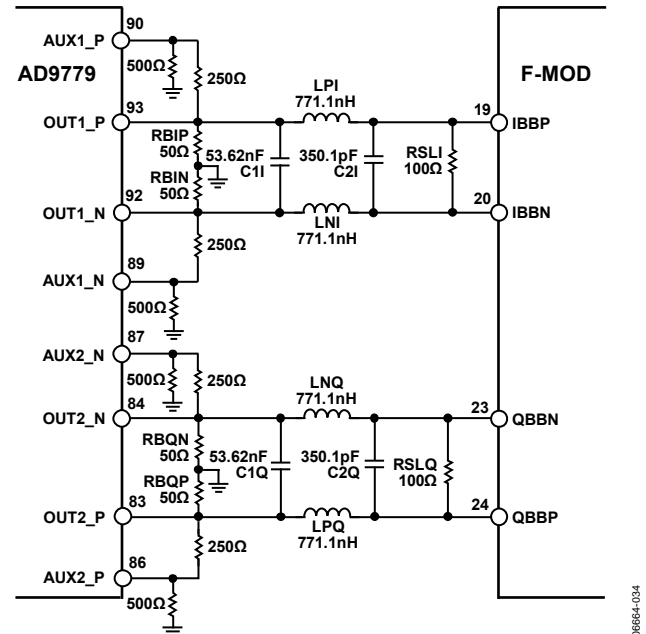 90
AUX1_P
500Ω
250Ω
AD9779
F-MOD
LPI
771.1nH
93
OUT1_P
19
IBBP
RBIP
50Ω
53.62nF
C1I
350.1pF
C2I
RSLI
100Ω
RBIN
50Ω
92
OUT1_N
20
IBBN
LNI
771.1nH
250Ω
89
AUX1_N
500Ω
87
AUX2_N
500Ω
250Ω
LNQ
771.1nH
84
OUT2_N
23
QBBN
RBQN
50Ω
53.62nF
C1Q
350.1pF
C2Q
RSLQ
100Ω
RBQP
50Ω
83
OUT2_P
24
QBBP
LPQ
771.1nH
250Ω
86
AUX2_P
500Ω
06664-034